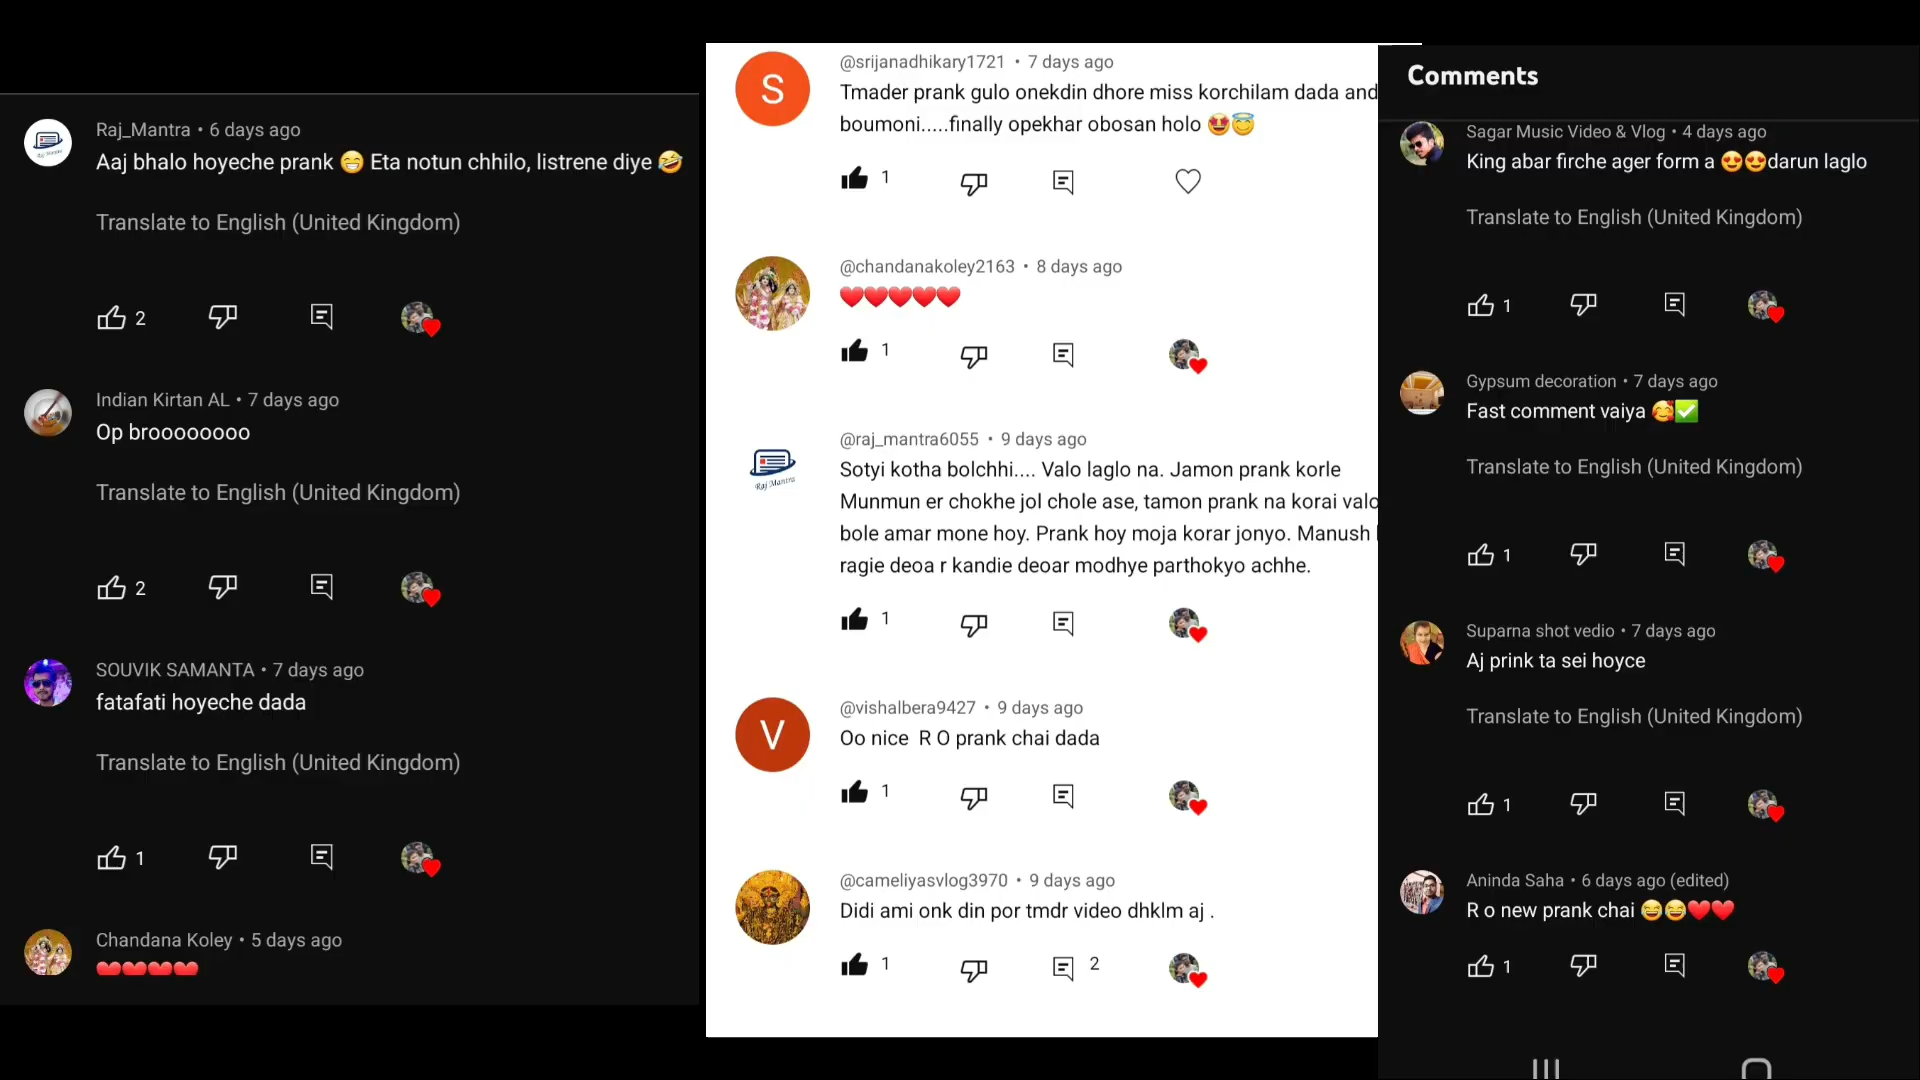 Raj_Mantra • 6 days ago
Aaj bhalo hoyeche prank 😁 Eta notun chhilo, listrene diye 🤣
Translate to English (United Kingdom)
2
Indian Kirtan AL • 7 days ago
Op broooooooo
Translate to English (United Kingdom)
2
SOUVIK SAMANTA • 7 days ago
fatafati hoyeche dada
Translate to English (United Kingdom)
1
Chandana Koley • 5 days ago
❤️❤️❤️❤️
@srijanadhikary1721 • 7 days ago
Tmader prank gulo onekdin dhore miss korchilam dada and
boumoni.....finally opekhar obosan holo 🤩😇
1
@chandanakoley2163 • 8 days ago
❤️❤️❤️❤️❤️
1
@raj_mantra6055 • 9 days ago
Raj Mantra
Sotyi kotha bolchhi.... Valo laglo na. Jamon prank korle
Munmun er chokhe jol chole ase, tamon prank na korai valo
bole amar mone hoy. Prank hoy moja korar jonyo. Manush
ragie deoa r kandie deoar modhye parthokyo achhe.
1
@vishalbera9427 • 9 days ago
V
Oo nice R O prank chai dada
1
@cameliyasvlog3970 • 9 days ago
Didi ami onk din por tmdr video dhklm aj .
1
2
S
Comments
Sagar Music Video & Vlog • 4 days ago
King abar firche ager form a 😍😍darun laglo
Translate to English (United Kingdom)
1
Gypsum decoration • 7 days ago
Fast comment vaiya 🥰✅
Translate to English (United Kingdom)
1
Suparna shot vedio • 7 days ago
Aj prink ta sei hoyce
Translate to English (United Kingdom)
1
Aninda Saha • 6 days ago (edited)
R o new prank chai 😅😅❤️❤️
1